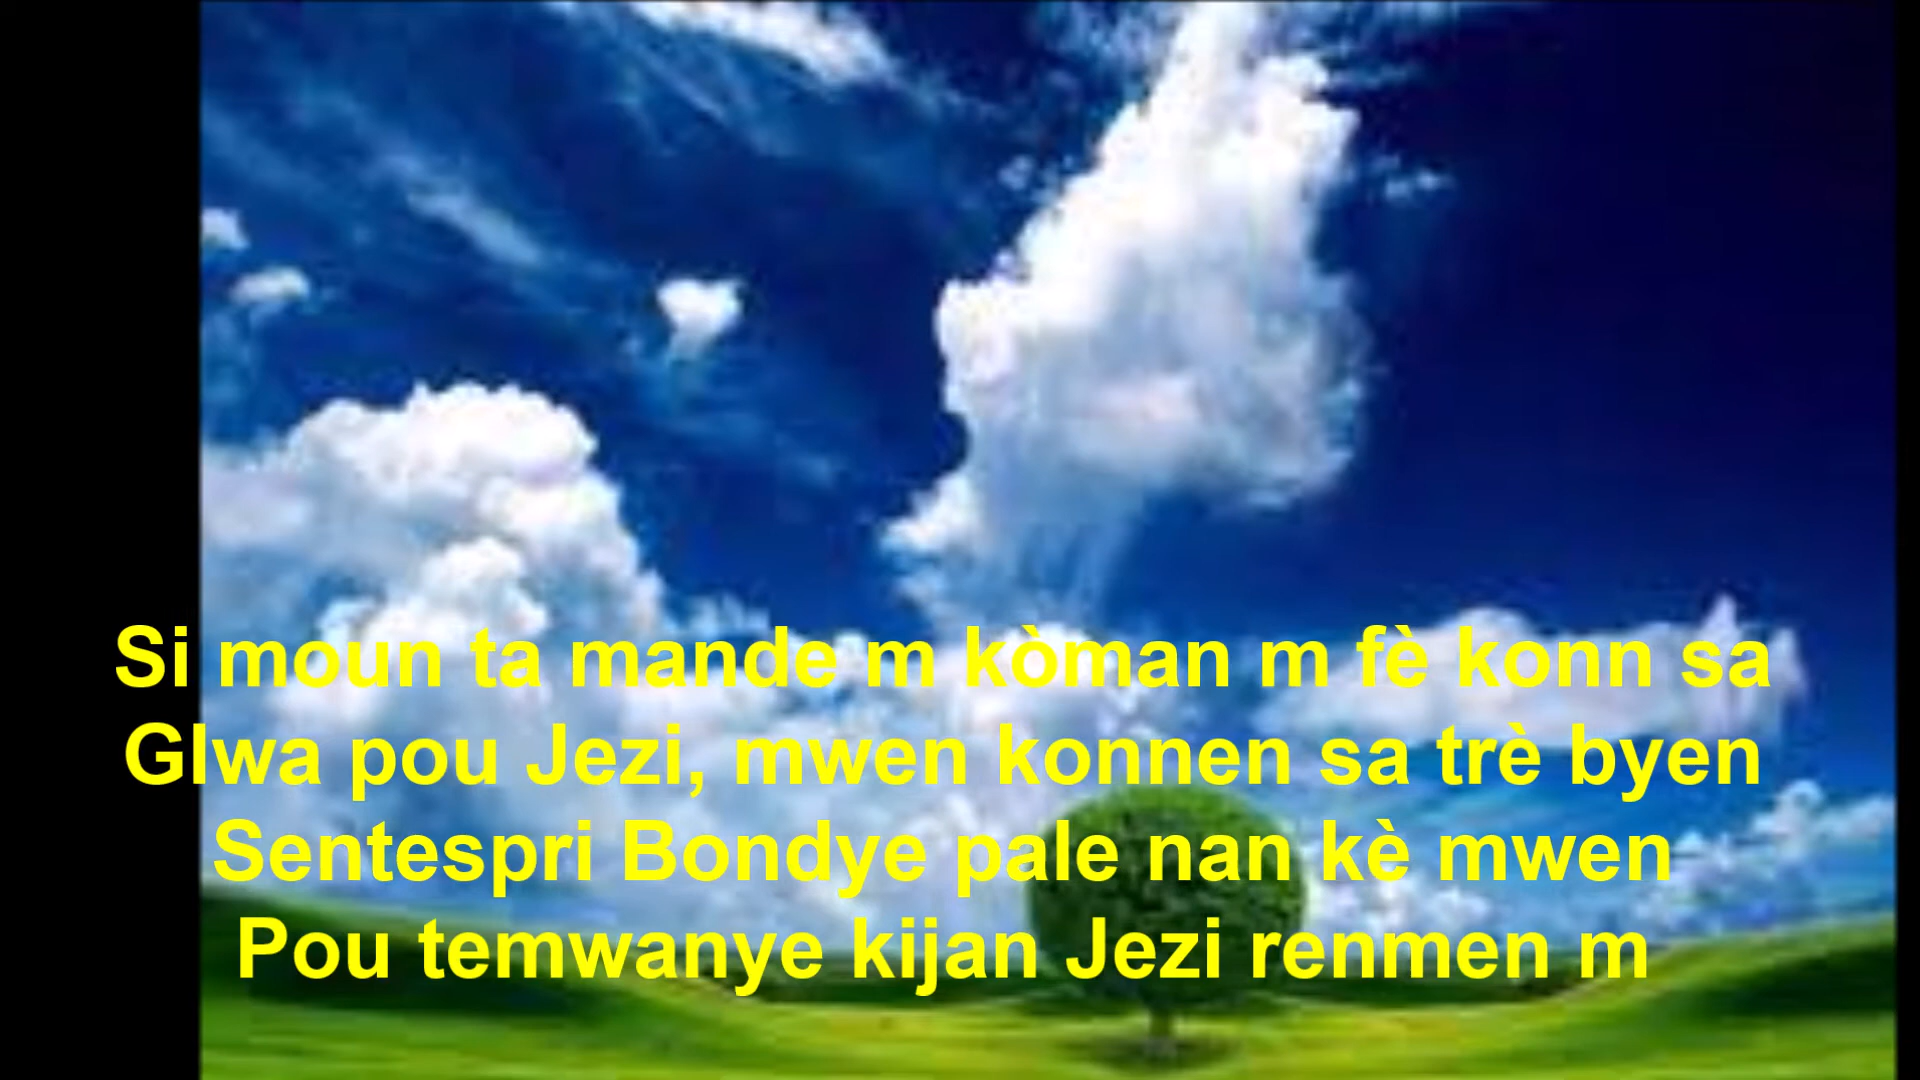 Si moun ta mande m kòman m fè konn sa
Glwa pou Jezi, mwen konnen sa trè byen
Sentespri Bondye pale nan kè mwen
Pou temwanye kijan Jezi renmen m